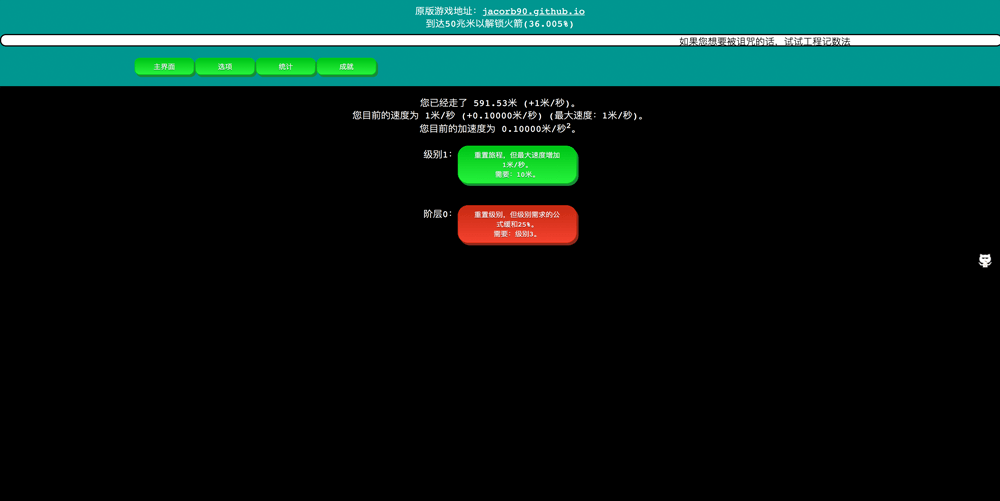 原版游戏地址：jacorb90.github.io
到达50兆米以解锁火箭(36.005%)
如果您想要被诅咒的话，试试工程记数法
主界面
选项
统计
成就
您已经走了 591.53米 (+1米/秒)。
您目前的速度为 1米/秒 (+0.10000米/秒) (最大速度：1米/秒)。
您目前的加速度为 0.10000米/秒²。
级别1：
重置旅程，但最大速度增加
1米/秒。
需要：10米。
阶层0：
重置级别，但级别需求的公
式缓和25%。
需要：级别3。